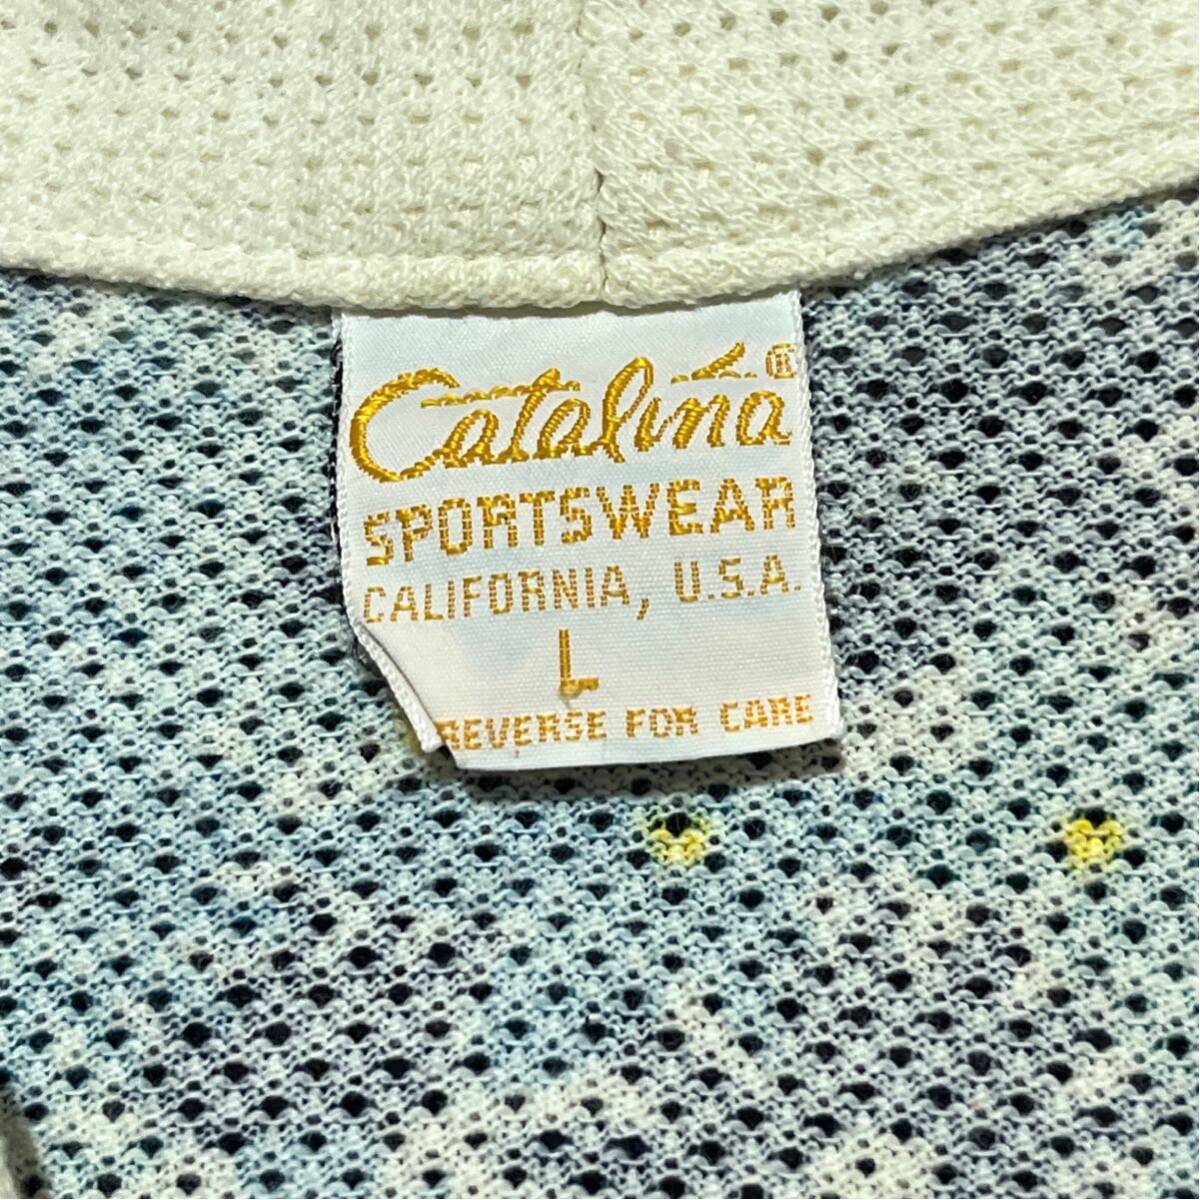 Catalina®
SPORTSWEAR
CALIFORNIA, U.S.A.
L
REVERSE FOR CARE